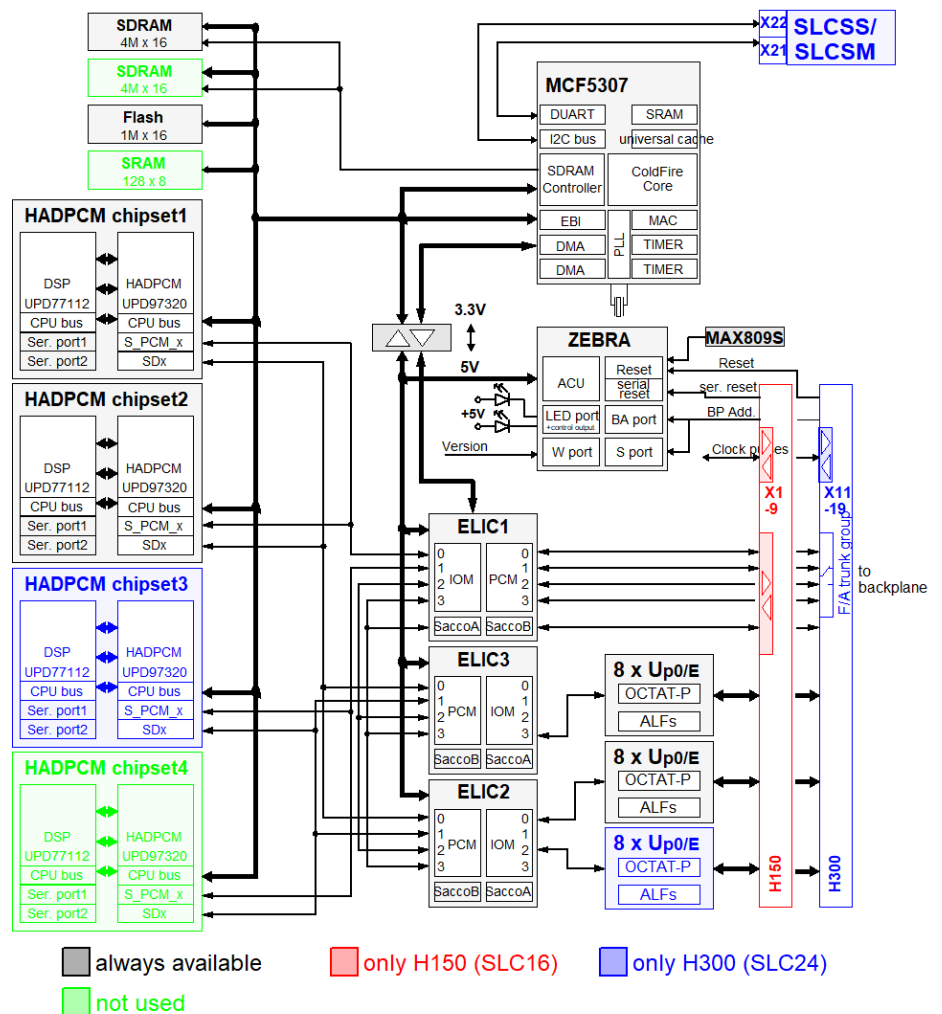 SDRAM
4M x 16
SDRAM
4M x 16
Flash
1M x 16
SRAM
128 x 8
X22
X21
SLCSS/
SLCSM
MCF5307
DUART
SRAM
I2C bus
universal cache
SDRAM
Controller
ColdFire
Core
EBI
MAC
DMA
TIMER
DMA
TIMER
PLL
HADPCM chipset1
DSP
UPD77112
HADPCM
UPD97320
CPU bus
CPU bus
Ser. port1
S_PCM_x
Ser. port2
SDx
3.3V
5V
ZEBRA
ACU
Reset
serial
reset
LED port
+control output
BA port
W port
S port
MAX809S
Reset
ser. reset
BP Add.
Clock pulses
+5V
Version
X1
-9
X11
-19
F/A trunk group
to
backplane
HADPCM chipset2
DSP
UPD77112
HADPCM
UPD97320
CPU bus
CPU bus
Ser. port1
S_PCM_x
Ser. port2
SDx
ELIC1
0
1
2
3
IOM
PCM
0
1
2
3
SaccoA
SaccoB
HADPCM chipset3
DSP
UPD77112
HADPCM
UPD97320
CPU bus
CPU bus
Ser. port1
S_PCM_x
Ser. port2
SDx
ELIC3
0
1
2
3
PCM
IOM
0
1
2
3
SaccoB
SaccoA
8 x Up0/E
OCTAT-P
ALFs
HADPCM chipset4
DSP
UPD77112
HADPCM
UPD97320
CPU bus
CPU bus
Ser. port1
S_PCM_x
Ser. port2
SDx
ELIC2
0
1
2
3
PCM
IOM
0
1
2
3
SaccoB
SaccoA
8 x Up0/E
OCTAT-P
ALFs
8 x Up0/E
OCTAT-P
ALFs
H150
H300
always available
only H150 (SLC16)
only H300 (SLC24)
not used